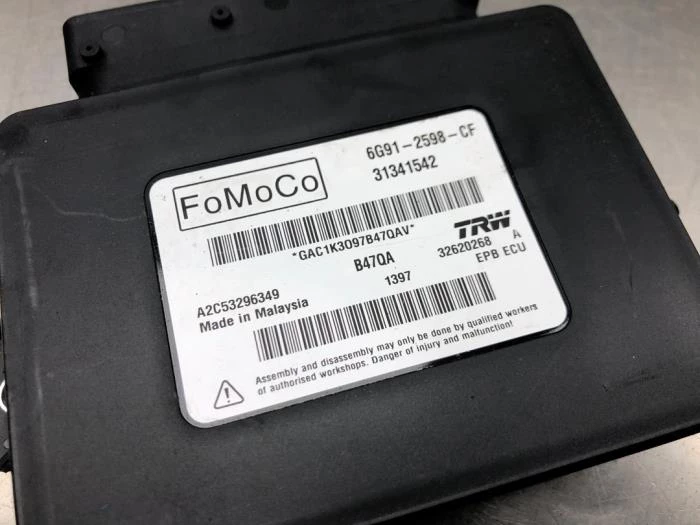 FoMoCo
6G91-2598-CF
31341542
*GAC1K3097B47QAV*
TRW
B47QA
32620268 A
1397
EPB ECU
A2C53296349
Made in Malaysia
Assembly and disassembly may only be done by qualified workers
of authorised workshops. Danger of injury and malfunction!